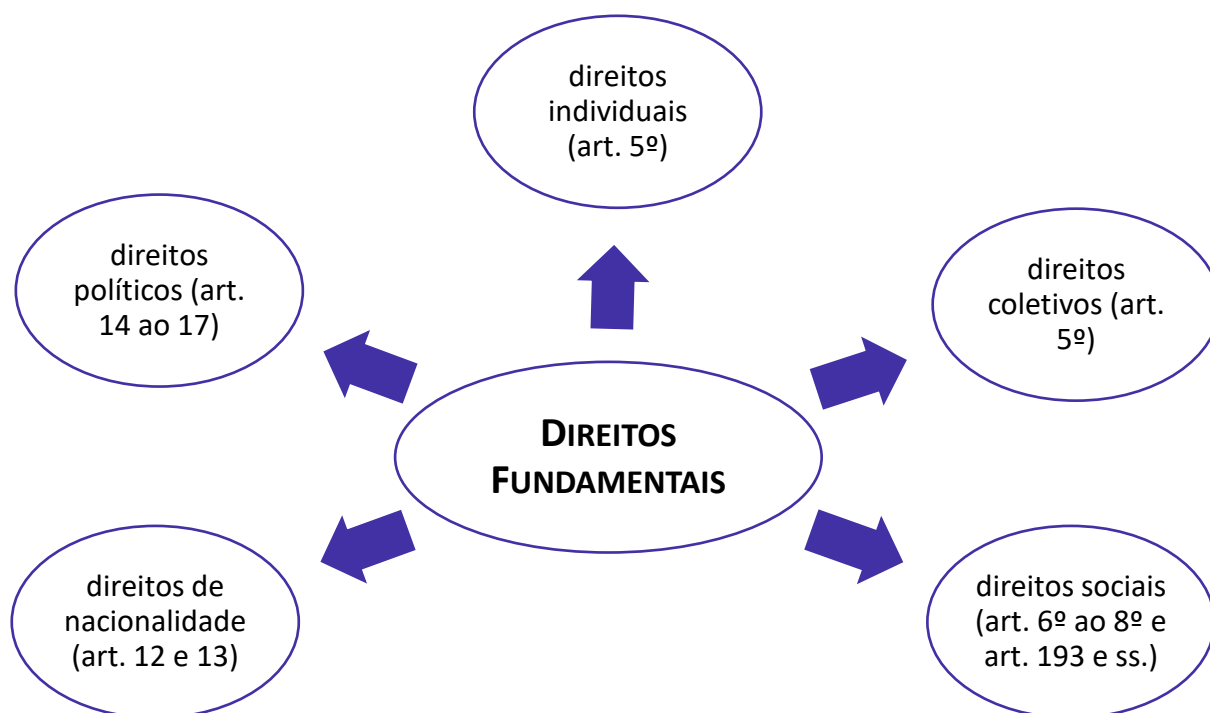 direitos
individuais
(art. 5º)
direitos
políticos (art.
14 ao 17)
direitos
coletivos (art.
5º)
DIREITOS
FUNDAMENTAIS
direitos de
nacionalidade
(art. 12 e 13)
direitos sociais
(art. 6º ao 8º e
art. 193 e ss.)